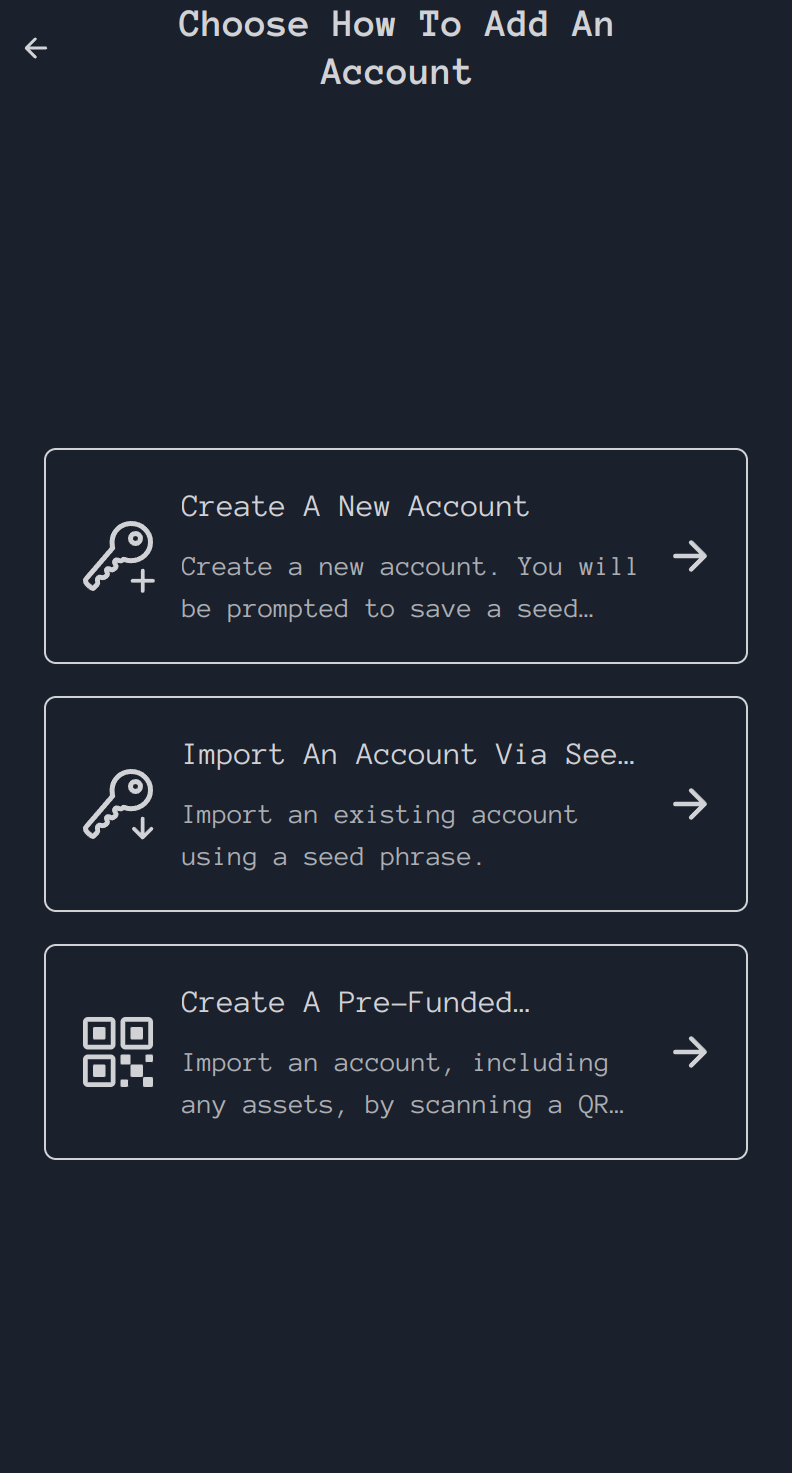 Choose How To Add An
Account
Create A New Account
Create a new account. You will
be prompted to save a seed…
Import An Account Via See…
Import an existing account
using a seed phrase.
Create A Pre-Funded…
Import an account, including
any assets, by scanning a QR…